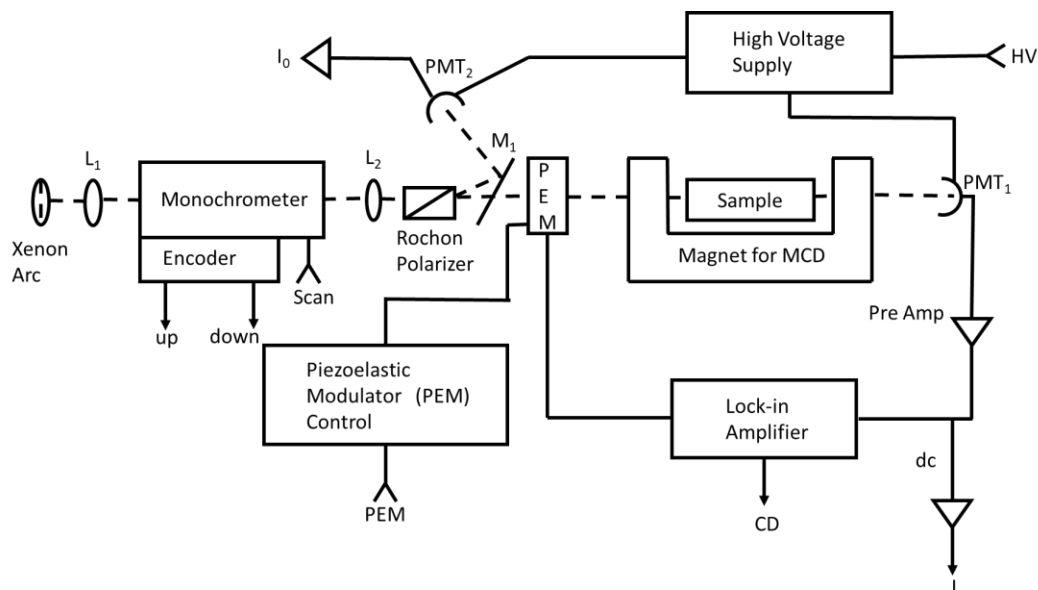 High Voltage
Supply
HV
I₀
PMT₂
M₁
L₁
L₂
P
E
M
PMT₁
Monochrometer
Sample
Xenon
Arc
Encoder
Rochon
Polarizer
Magnet for MCD
Scan
up
down
Pre Amp
Piezoelastic
Modulator (PEM)
Control
Lock-in
Amplifier
dc
PEM
CD
I